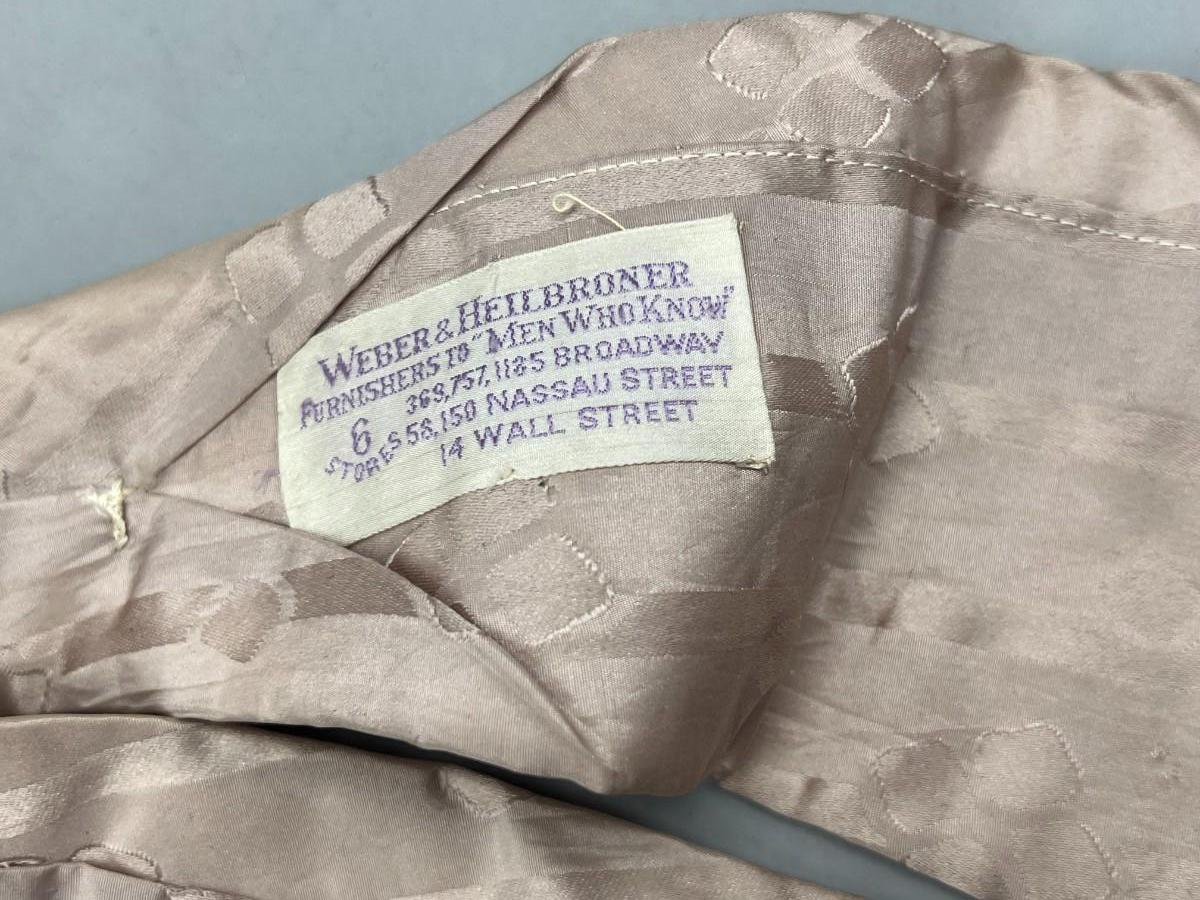 WEBER & HEILBRONER
FURNISHERS TO "MEN WHO KNOW"
369,757,1185 BROADWAY
6 STORES 58,150 NASSAU STREET
14 WALL STREET